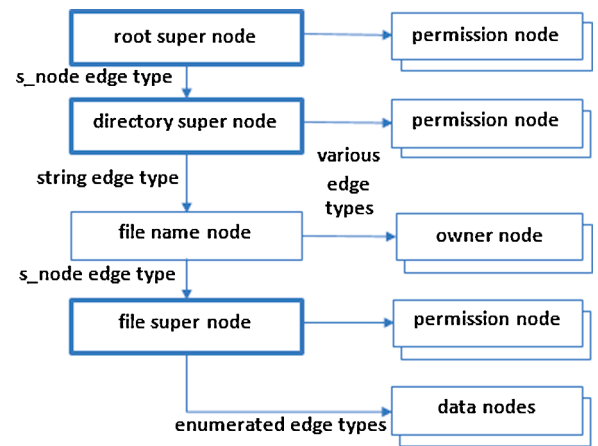 root super node
permission node
s_node edge type
directory super node
permission node
various
edge
types
string edge type
file name node
owner node
s_node edge type
file super node
permission node
data nodes
enumerated edge types